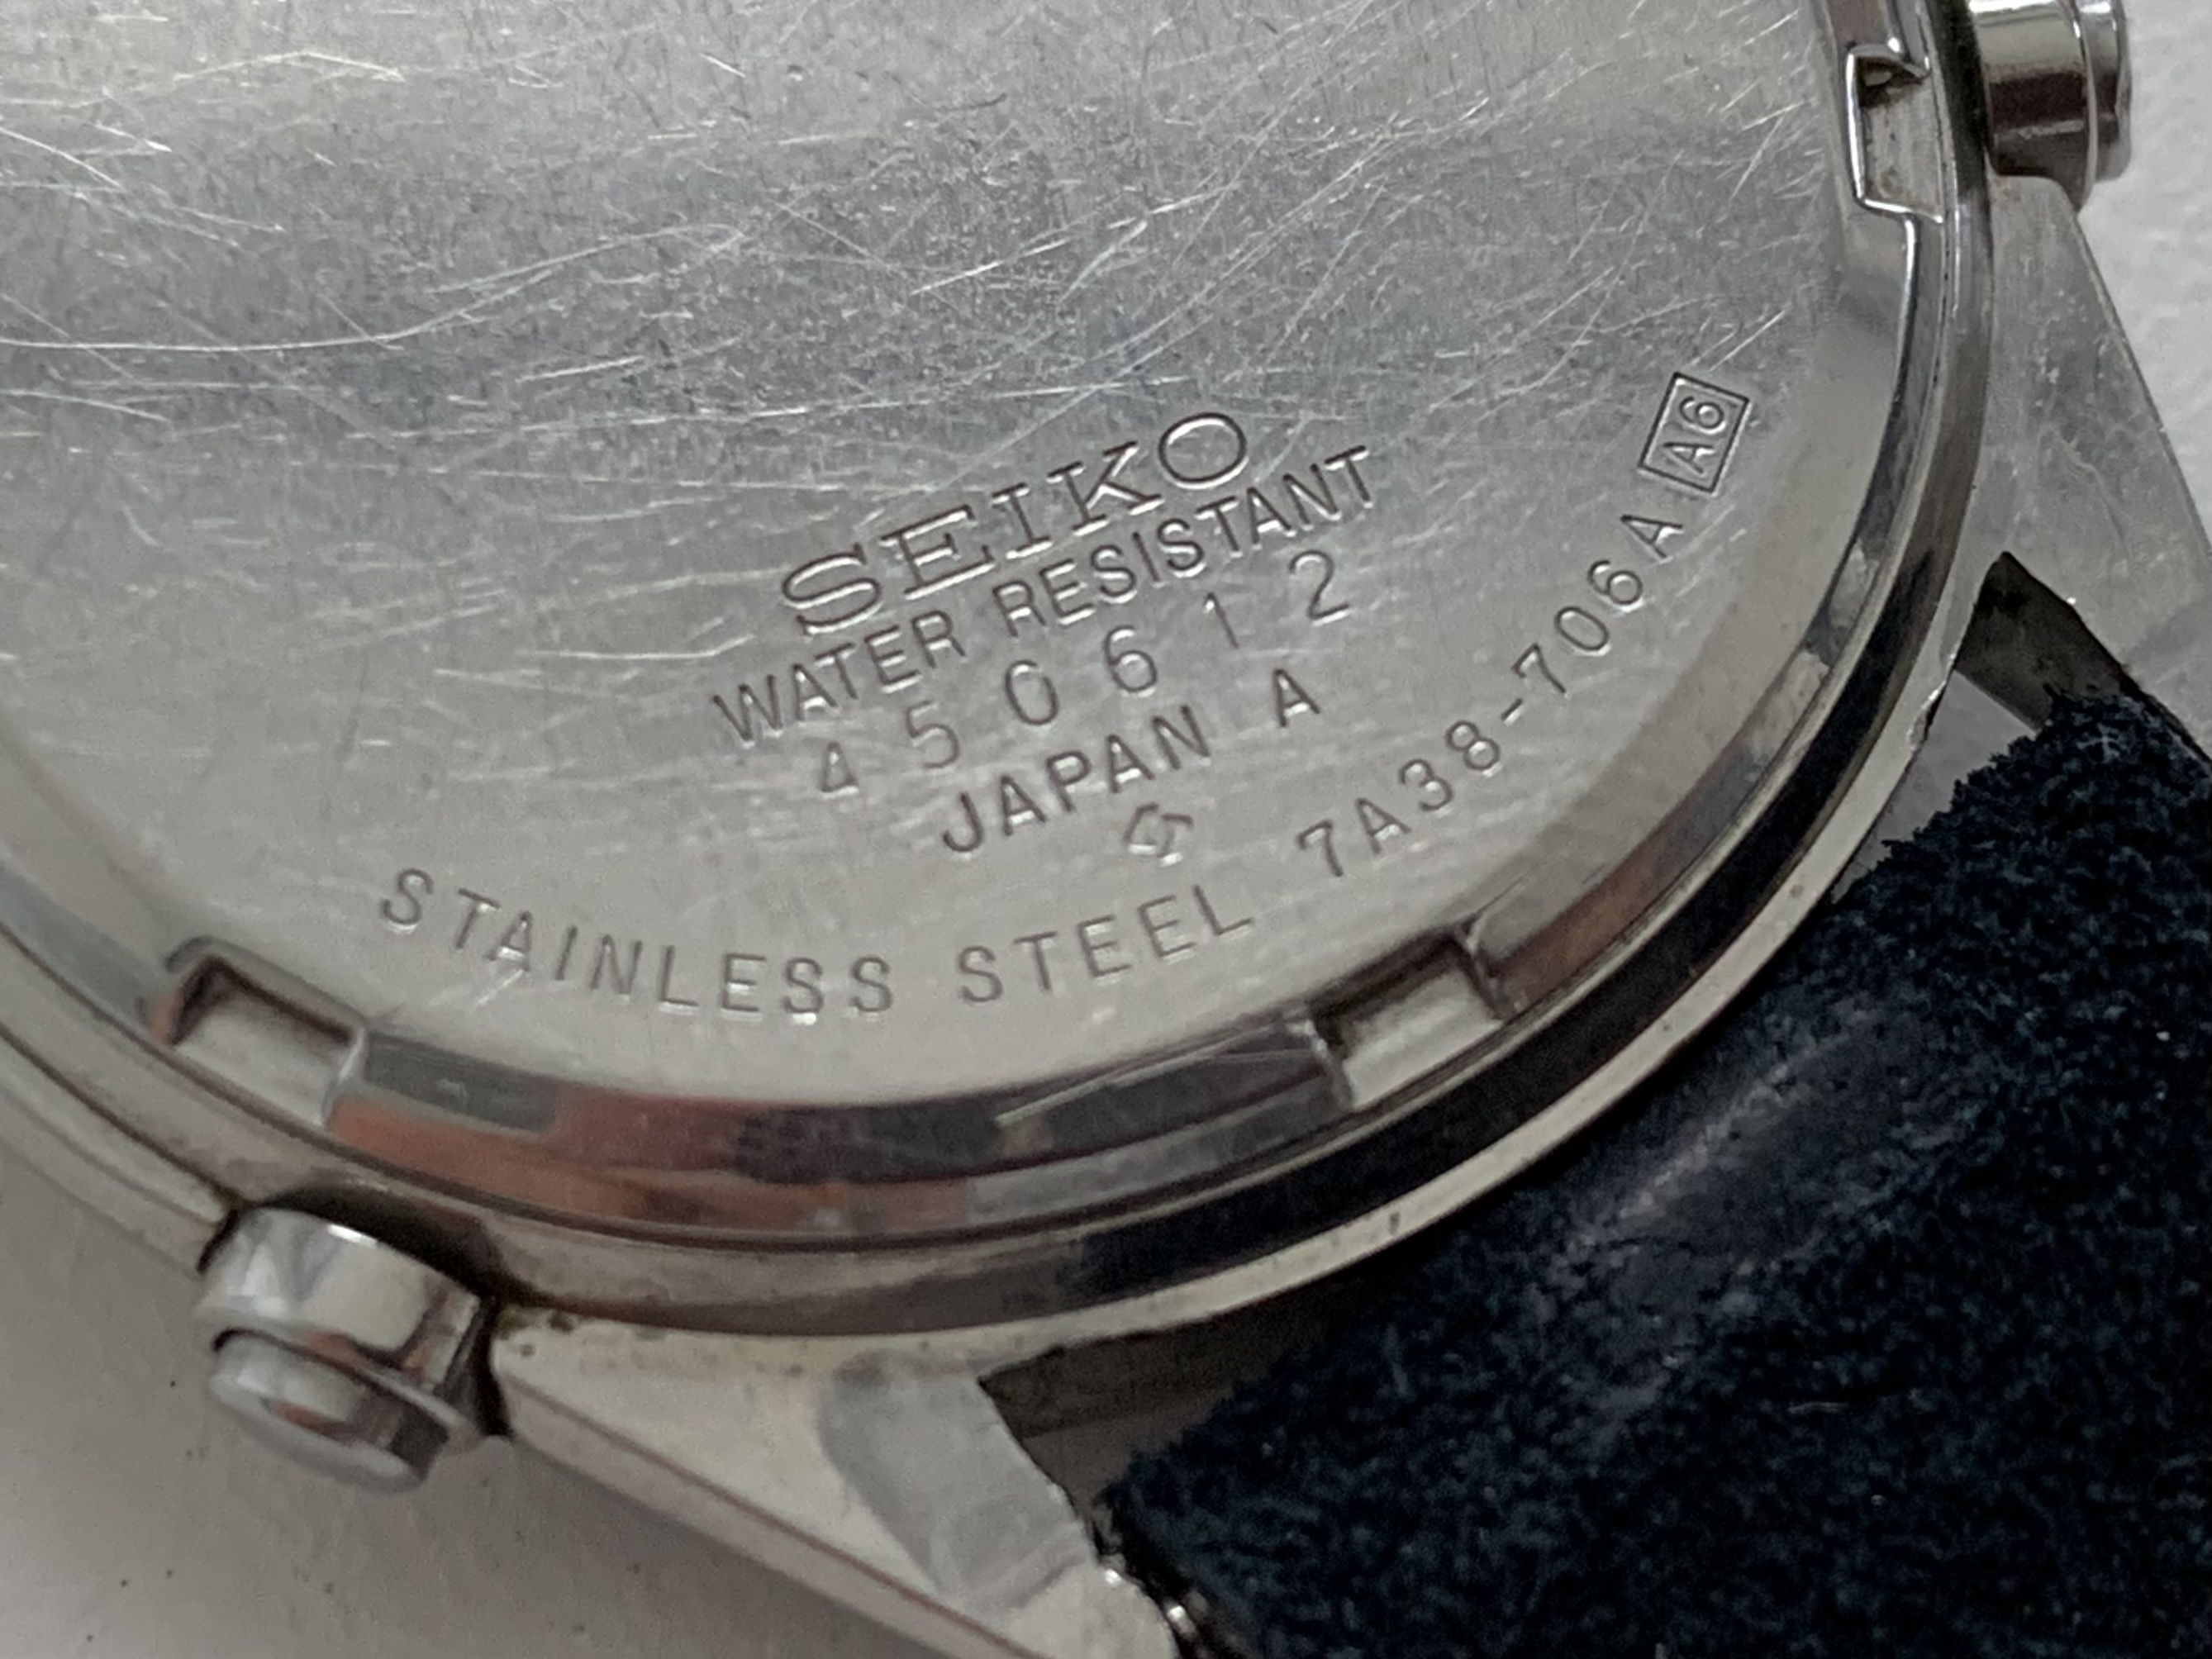 SEIKO
WATER RESISTANT
450612
JAPAN A
STAINLESS STEEL 7A38-706A A6